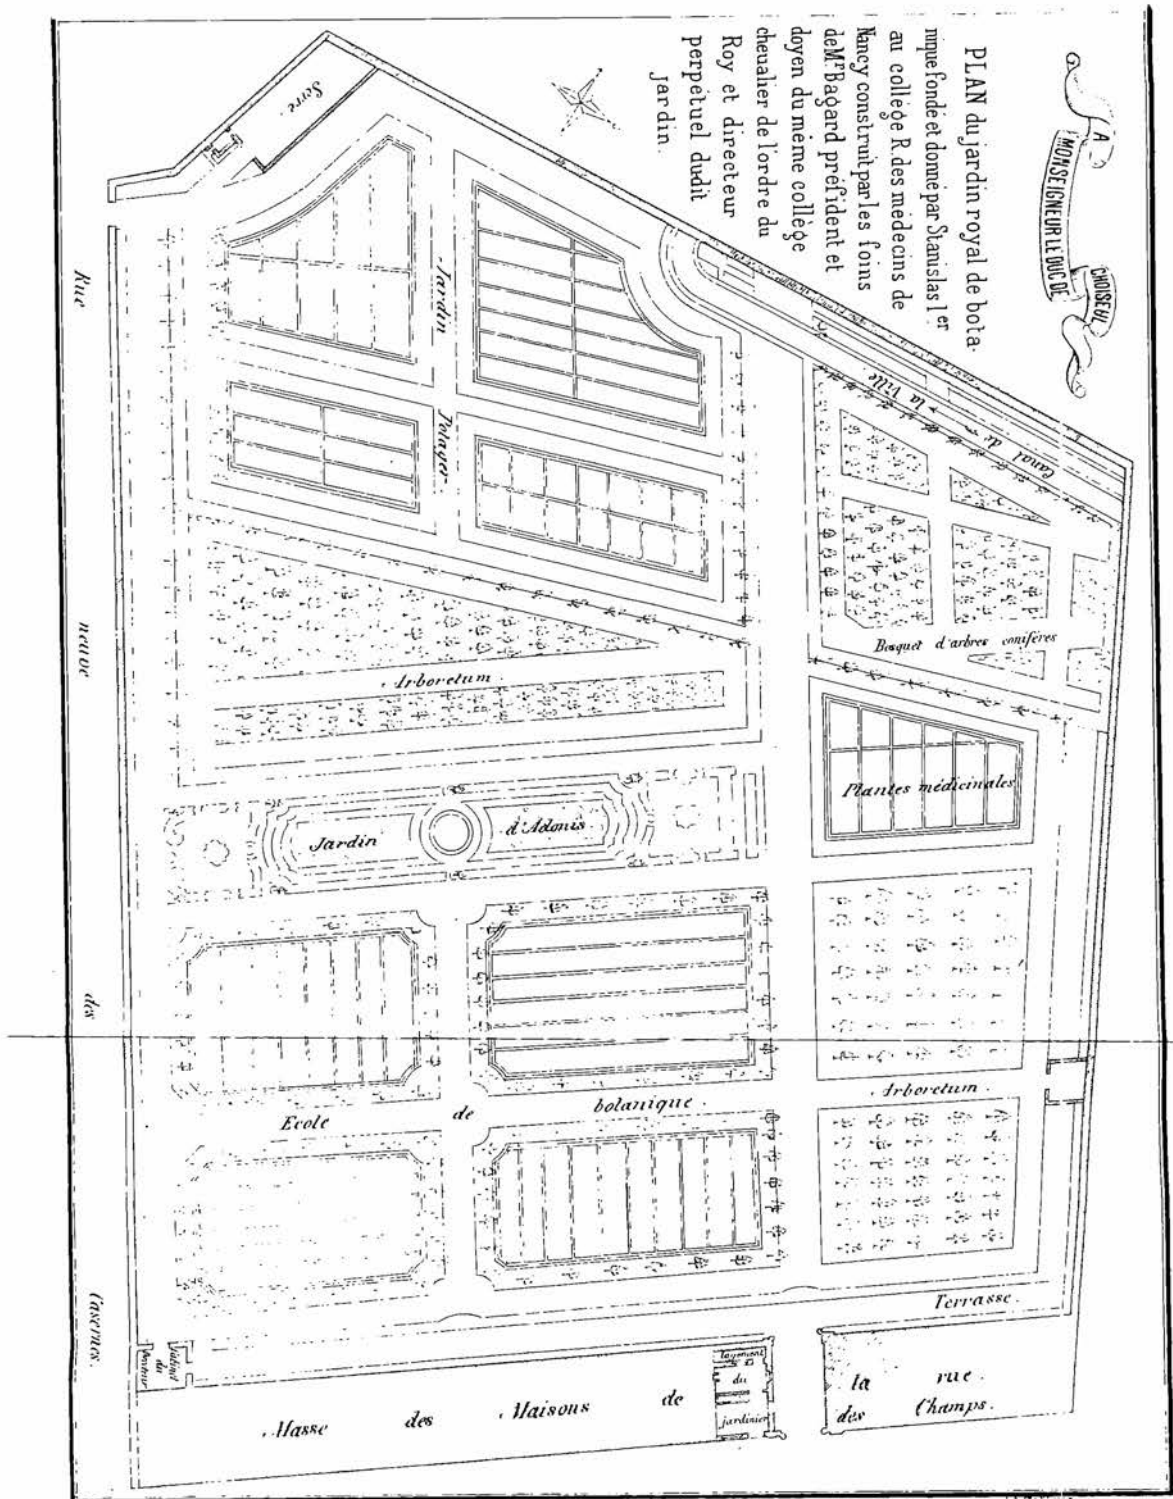 A
MONSEIGNEUR LE DUC DE
CHOISEUL
PLAN du jardin royal de bota-
nique fondé et donné par Stanislas 1er
au collège R. des médecins de
Nancy construit par les soins
de Mr Bagard président et
doyen du même collège
chevalier de l'ordre du
Roy et directeur
perpetuel dudit
Jardin.
Serre.
Jardin
Potager.
Canal de la Ville
Bosquet d'arbres conifères
Arboretum
Plantes médicinales
Jardin d'Adonis
Ecole de botanique.
Arboretum.
Terrasse.
Cabinet
du
logement
du
jardinier
Masse des Maisons de la rue
des Champs.
Rue neuve des Casernes.